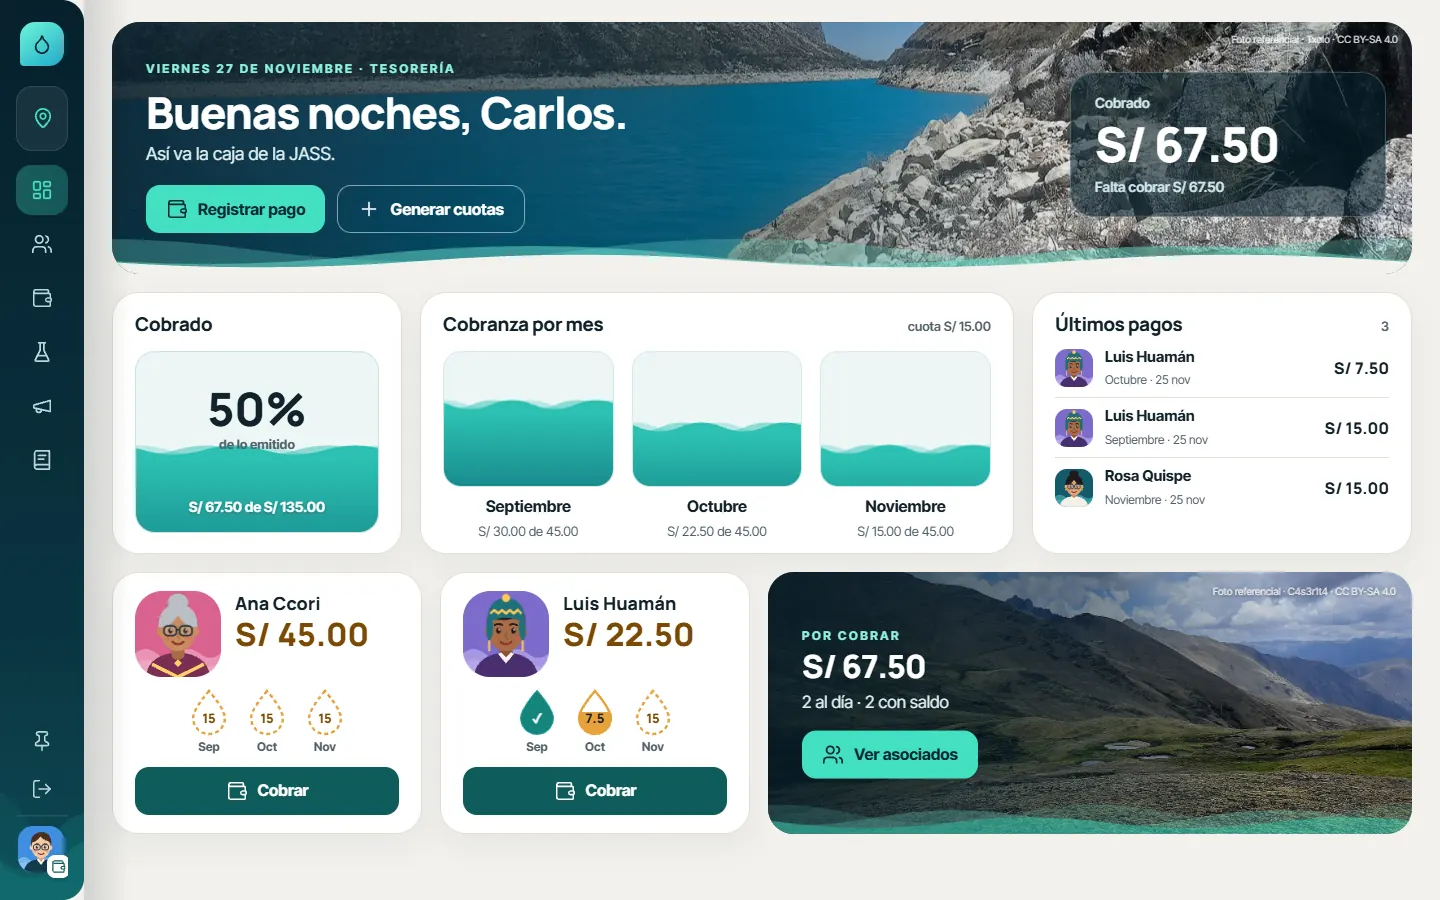 Foto referencial · Txolo · CC BY-SA 4.0
VIERNES 27 DE NOVIEMBRE · TESORERÍA
Buenas noches, Carlos.
Así va la caja de la JASS.
Registrar pago
Generar cuotas
Cobrado
S/ 67.50
Falta cobrar S/ 67.50
Cobrado
50%
de lo emitido
S/ 67.50 de S/ 135.00
Cobranza por mes
cuota S/ 15.00
Septiembre
S/ 30.00 de 45.00
Octubre
S/ 22.50 de 45.00
Noviembre
S/ 15.00 de 45.00
Últimos pagos
3
Luis Huamán
Octubre · 25 nov
S/ 7.50
Luis Huamán
Septiembre · 25 nov
S/ 15.00
Rosa Quispe
Noviembre · 25 nov
S/ 15.00
Ana Ccori
S/ 45.00
15
15
15
Sep
Oct
Nov
Cobrar
Luis Huamán
S/ 22.50
✓
7.5
15
Sep
Oct
Nov
Cobrar
Foto referencial · C4s3r1t4 · CC BY-SA 4.0
POR COBRAR
S/ 67.50
2 al día · 2 con saldo
Ver asociados